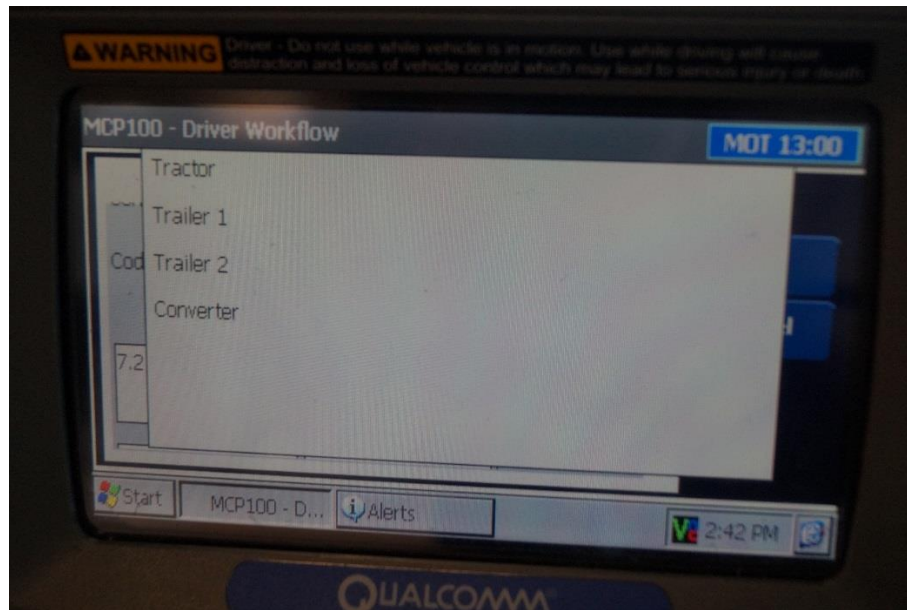 WARNING Driver - Do not use while vehicle is in motion. Use while driving will cause
distraction and loss of vehicle control which may lead to serious injury or death.
MCP100 - Driver Workflow
MOT 13:00
Tractor
Trailer 1
Cod Trailer 2
Converter
H
7.2
Start
MCP100 - D...
Alerts
2:42 PM
QUALCOMM